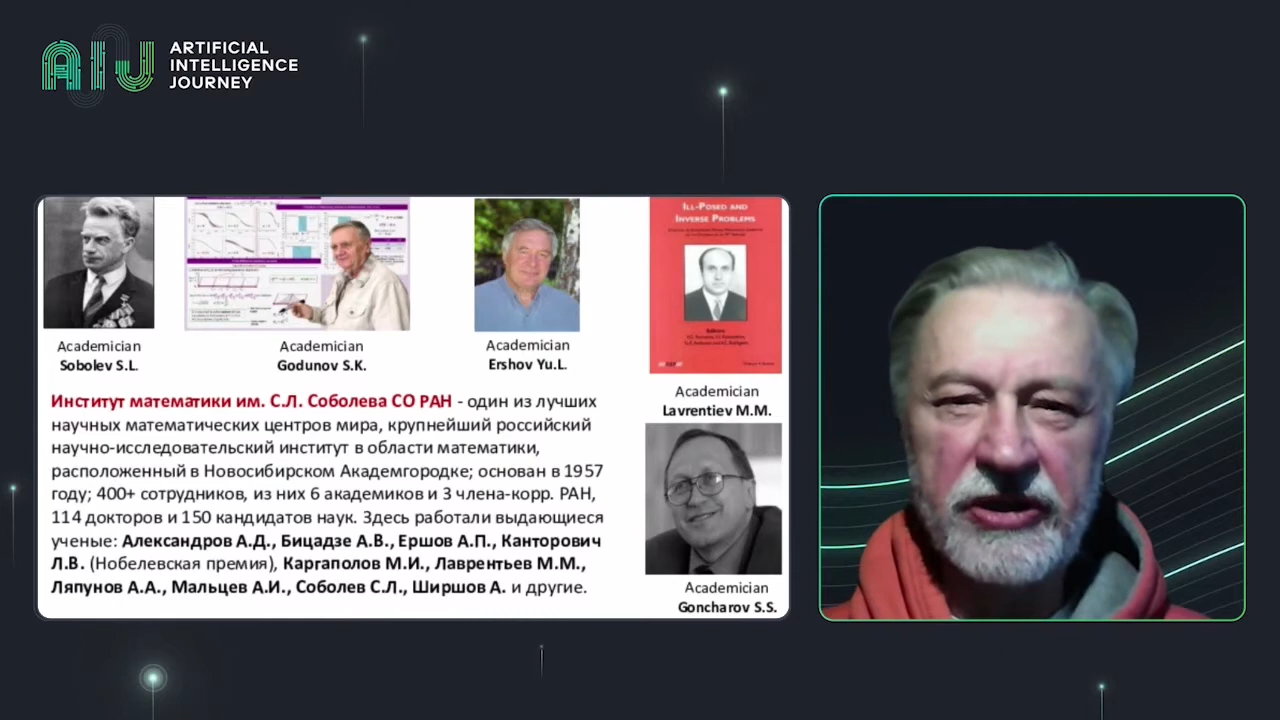 ARTIFICIAL
INTELLIGENCE
JOURNEY
Academician
Sobolev S.L.
Academician
Godunov S.K.
Academician
Ershov Yu.L.
ILL-POSED AND
INVERSE PROBLEMS
Academician
Lavrentiev M.M.
Институт математики им. С.Л. Соболева СО РАН - один из лучших
научных математических центров мира, крупнейший российский
научно-исследовательский институт в области математики,
расположенный в Новосибирском Академгородке; основан в 1957
году; 400+ сотрудников, из них 6 академиков и 3 члена-корр. РАН,
114 докторов и 150 кандидатов наук. Здесь работали выдающиеся
ученые: Александров А.Д., Бицадзе А.В., Ершов А.П., Канторович
Л.В. (Нобелевская премия), Каргаполов М.И., Лаврентьев М.М.,
Ляпунов А.А., Мальцев А.И., Соболев С.Л., Ширшов А. и другие.
Academician
Goncharov S.S.